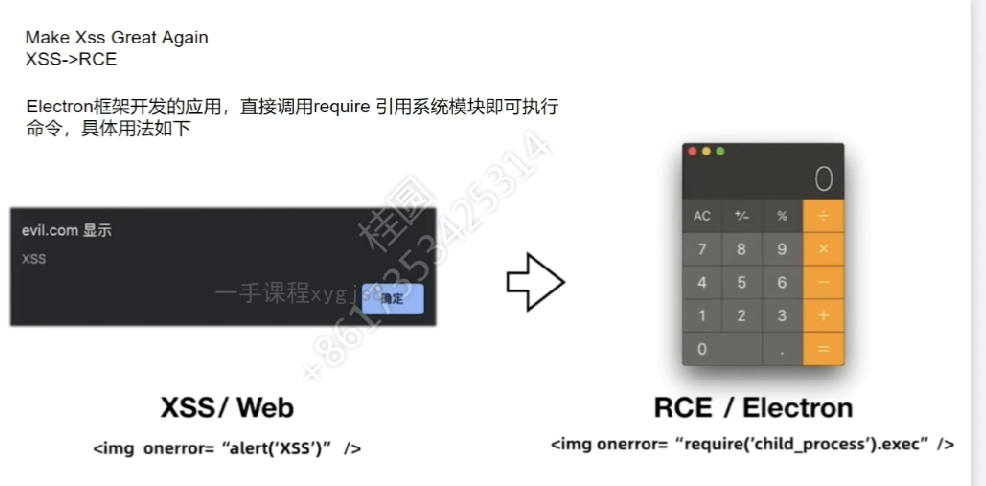 Make Xss Great Again
XSS->RCE
Electron框架开发的应用，直接调用require 引用系统模块即可执行
命令，具体用法如下
evil.com 显示
XSS
确定
一手课程xygjs
桂圆
+8617353425314
0
AC ⁺∕₋ % ÷
7 8 9 ×
4 5 6 −
1 2 3 +
0 . =
XSS/ Web
<img onerror= “alert(‘XSS’)” />
RCE / Electron
<img onerror= “require(‘child_process’).exec” />